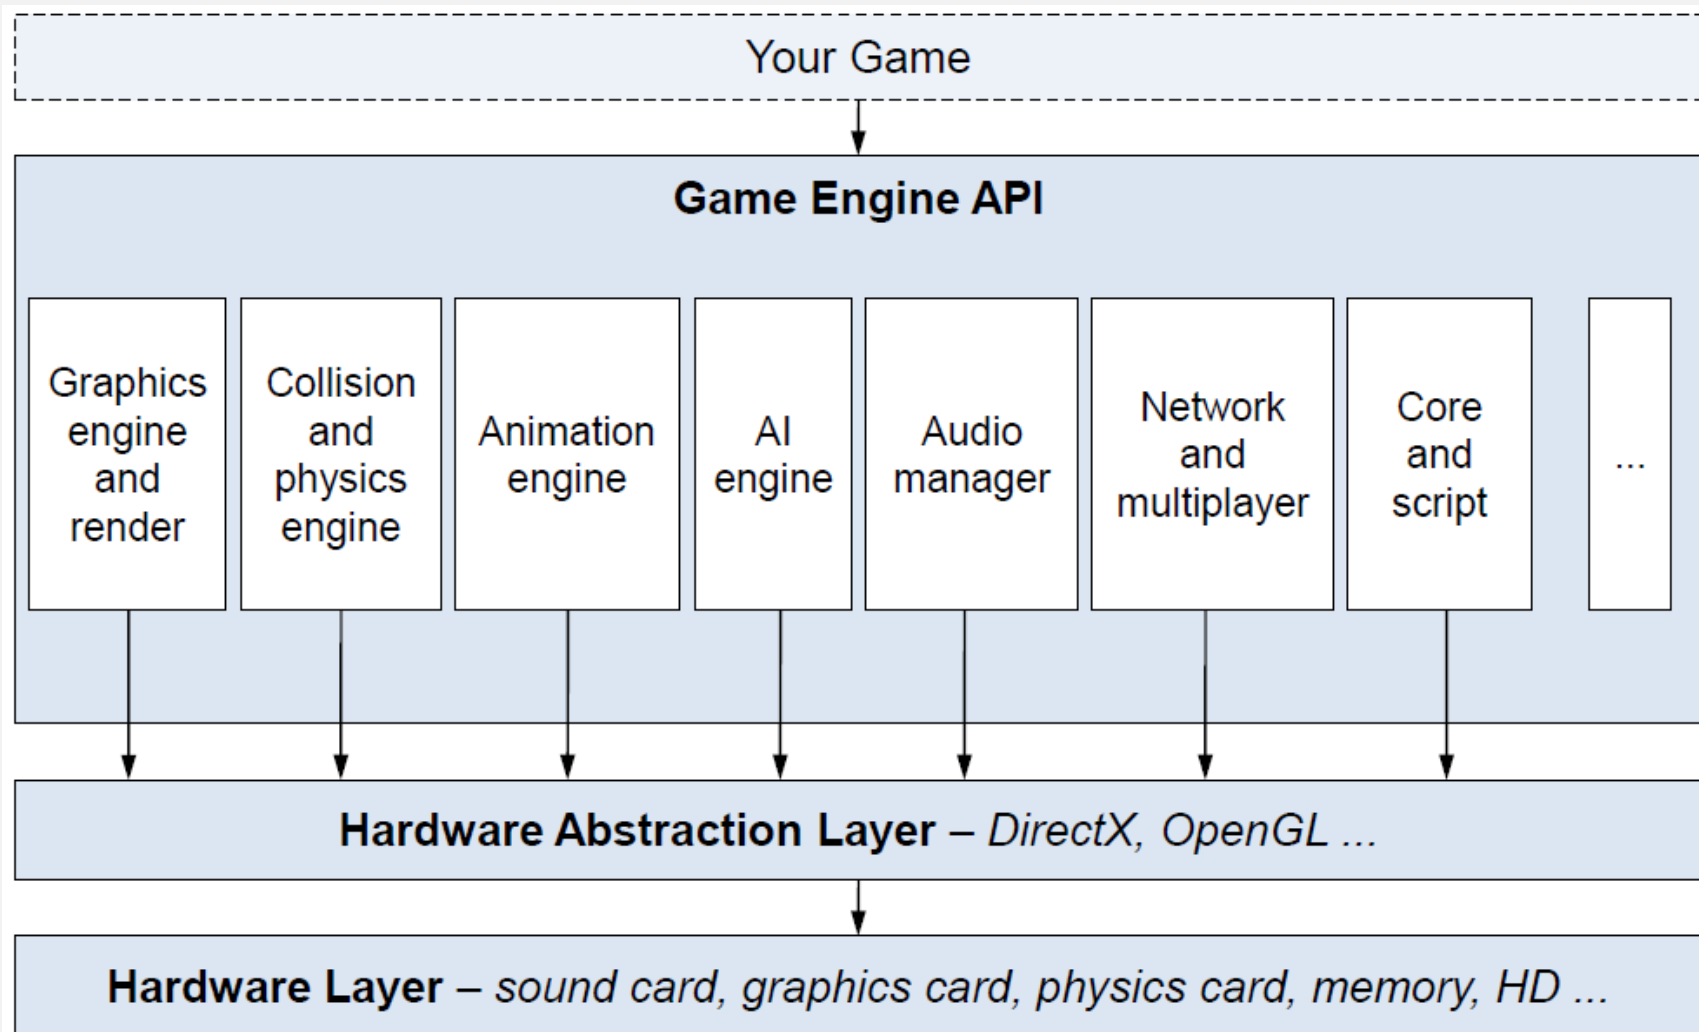 Your Game
Game Engine API
Graphics
engine
and
render
Collision
and
physics
engine
Animation
engine
AI
engine
Audio
manager
Network
and
multiplayer
Core
and
script
...
Hardware Abstraction Layer – DirectX, OpenGL ...
Hardware Layer – sound card, graphics card, physics card, memory, HD ...